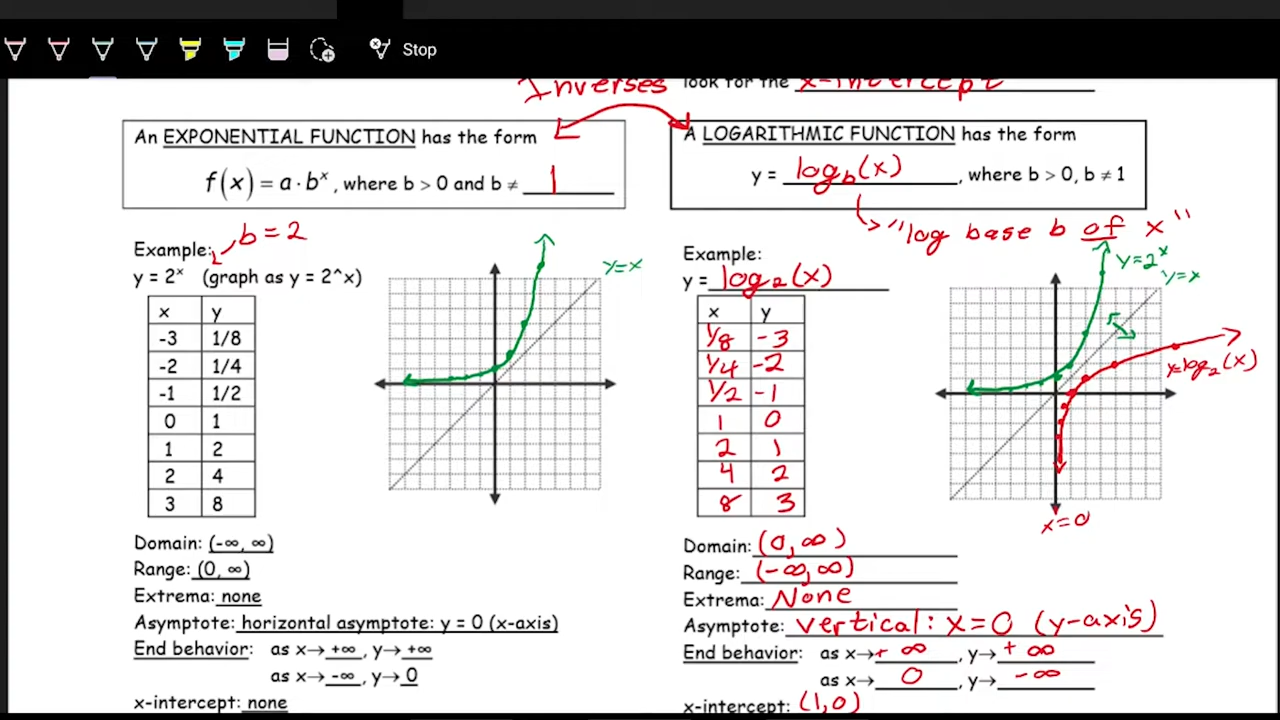 Stop
Inverses
look for the x-intercept
An EXPONENTIAL FUNCTION has the form
f(x) = a · bˣ, where b > 0 and b ≠ 1
A LOGARITHMIC FUNCTION has the form
y = log_b(x), where b > 0, b ≠ 1
"log base b of x"
Example: b = 2
y = 2ˣ (graph as y = 2^x)
x y
-3 1/8
-2 1/4
-1 1/2
0 1
1 2
2 4
3 8
y=x
Domain: (-∞, ∞)
Range: (0, ∞)
Extrema: none
Asymptote: horizontal asymptote: y = 0 (x-axis)
End behavior: as x→ +∞, y→ +∞
as x→ -∞, y→ 0
x-intercept: none
Example:
y = log₂(x)
x y
1/8 -3
1/4 -2
1/2 -1
1 0
2 1
4 2
8 3
y=2ˣ
y=x
x=0
Domain: (0, ∞)
Range: (-∞, ∞)
Extrema: None
Asymptote: vertical: x=0 (y-axis)
End behavior: as x→ + ∞, y→ + ∞
as x→ 0, y→ -∞
x-intercept: (1,0)